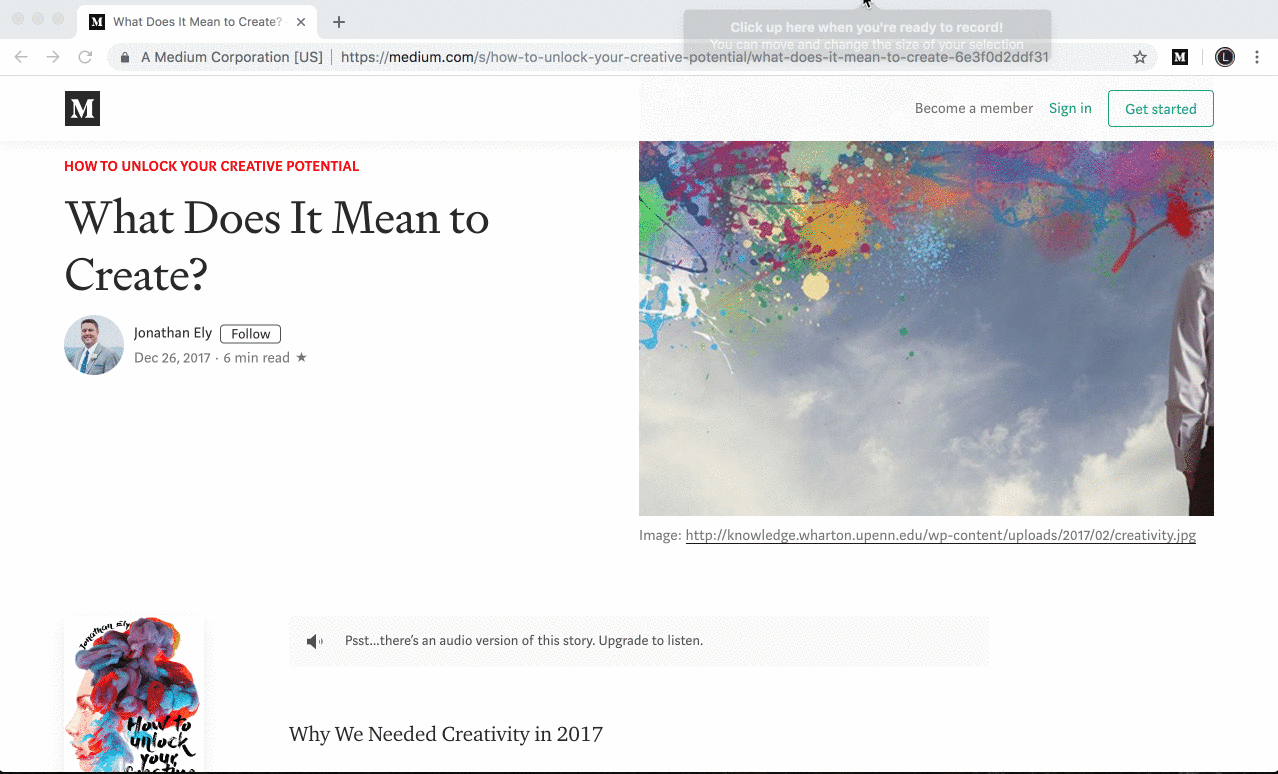 What Does It Mean to Create?
Click up here when you're ready to record!
You can move and change the size of your selection
A Medium Corporation [US]
https://medium.com/s/how-to-unlock-your-creative-potential/what-does-it-mean-to-create-6e3f0d2ddf31
M
L
M
Become a member
Sign in
Get started
HOW TO UNLOCK YOUR CREATIVE POTENTIAL
What Does It Mean to
Create?
Jonathan Ely
Follow
Dec 26, 2017 · 6 min read ★
Image: http://knowledge.wharton.upenn.edu/wp-content/uploads/2017/02/creativity.jpg
Jonathan Ely
How to
unlock
your
Psst...there’s an audio version of this story. Upgrade to listen.
Why We Needed Creativity in 2017